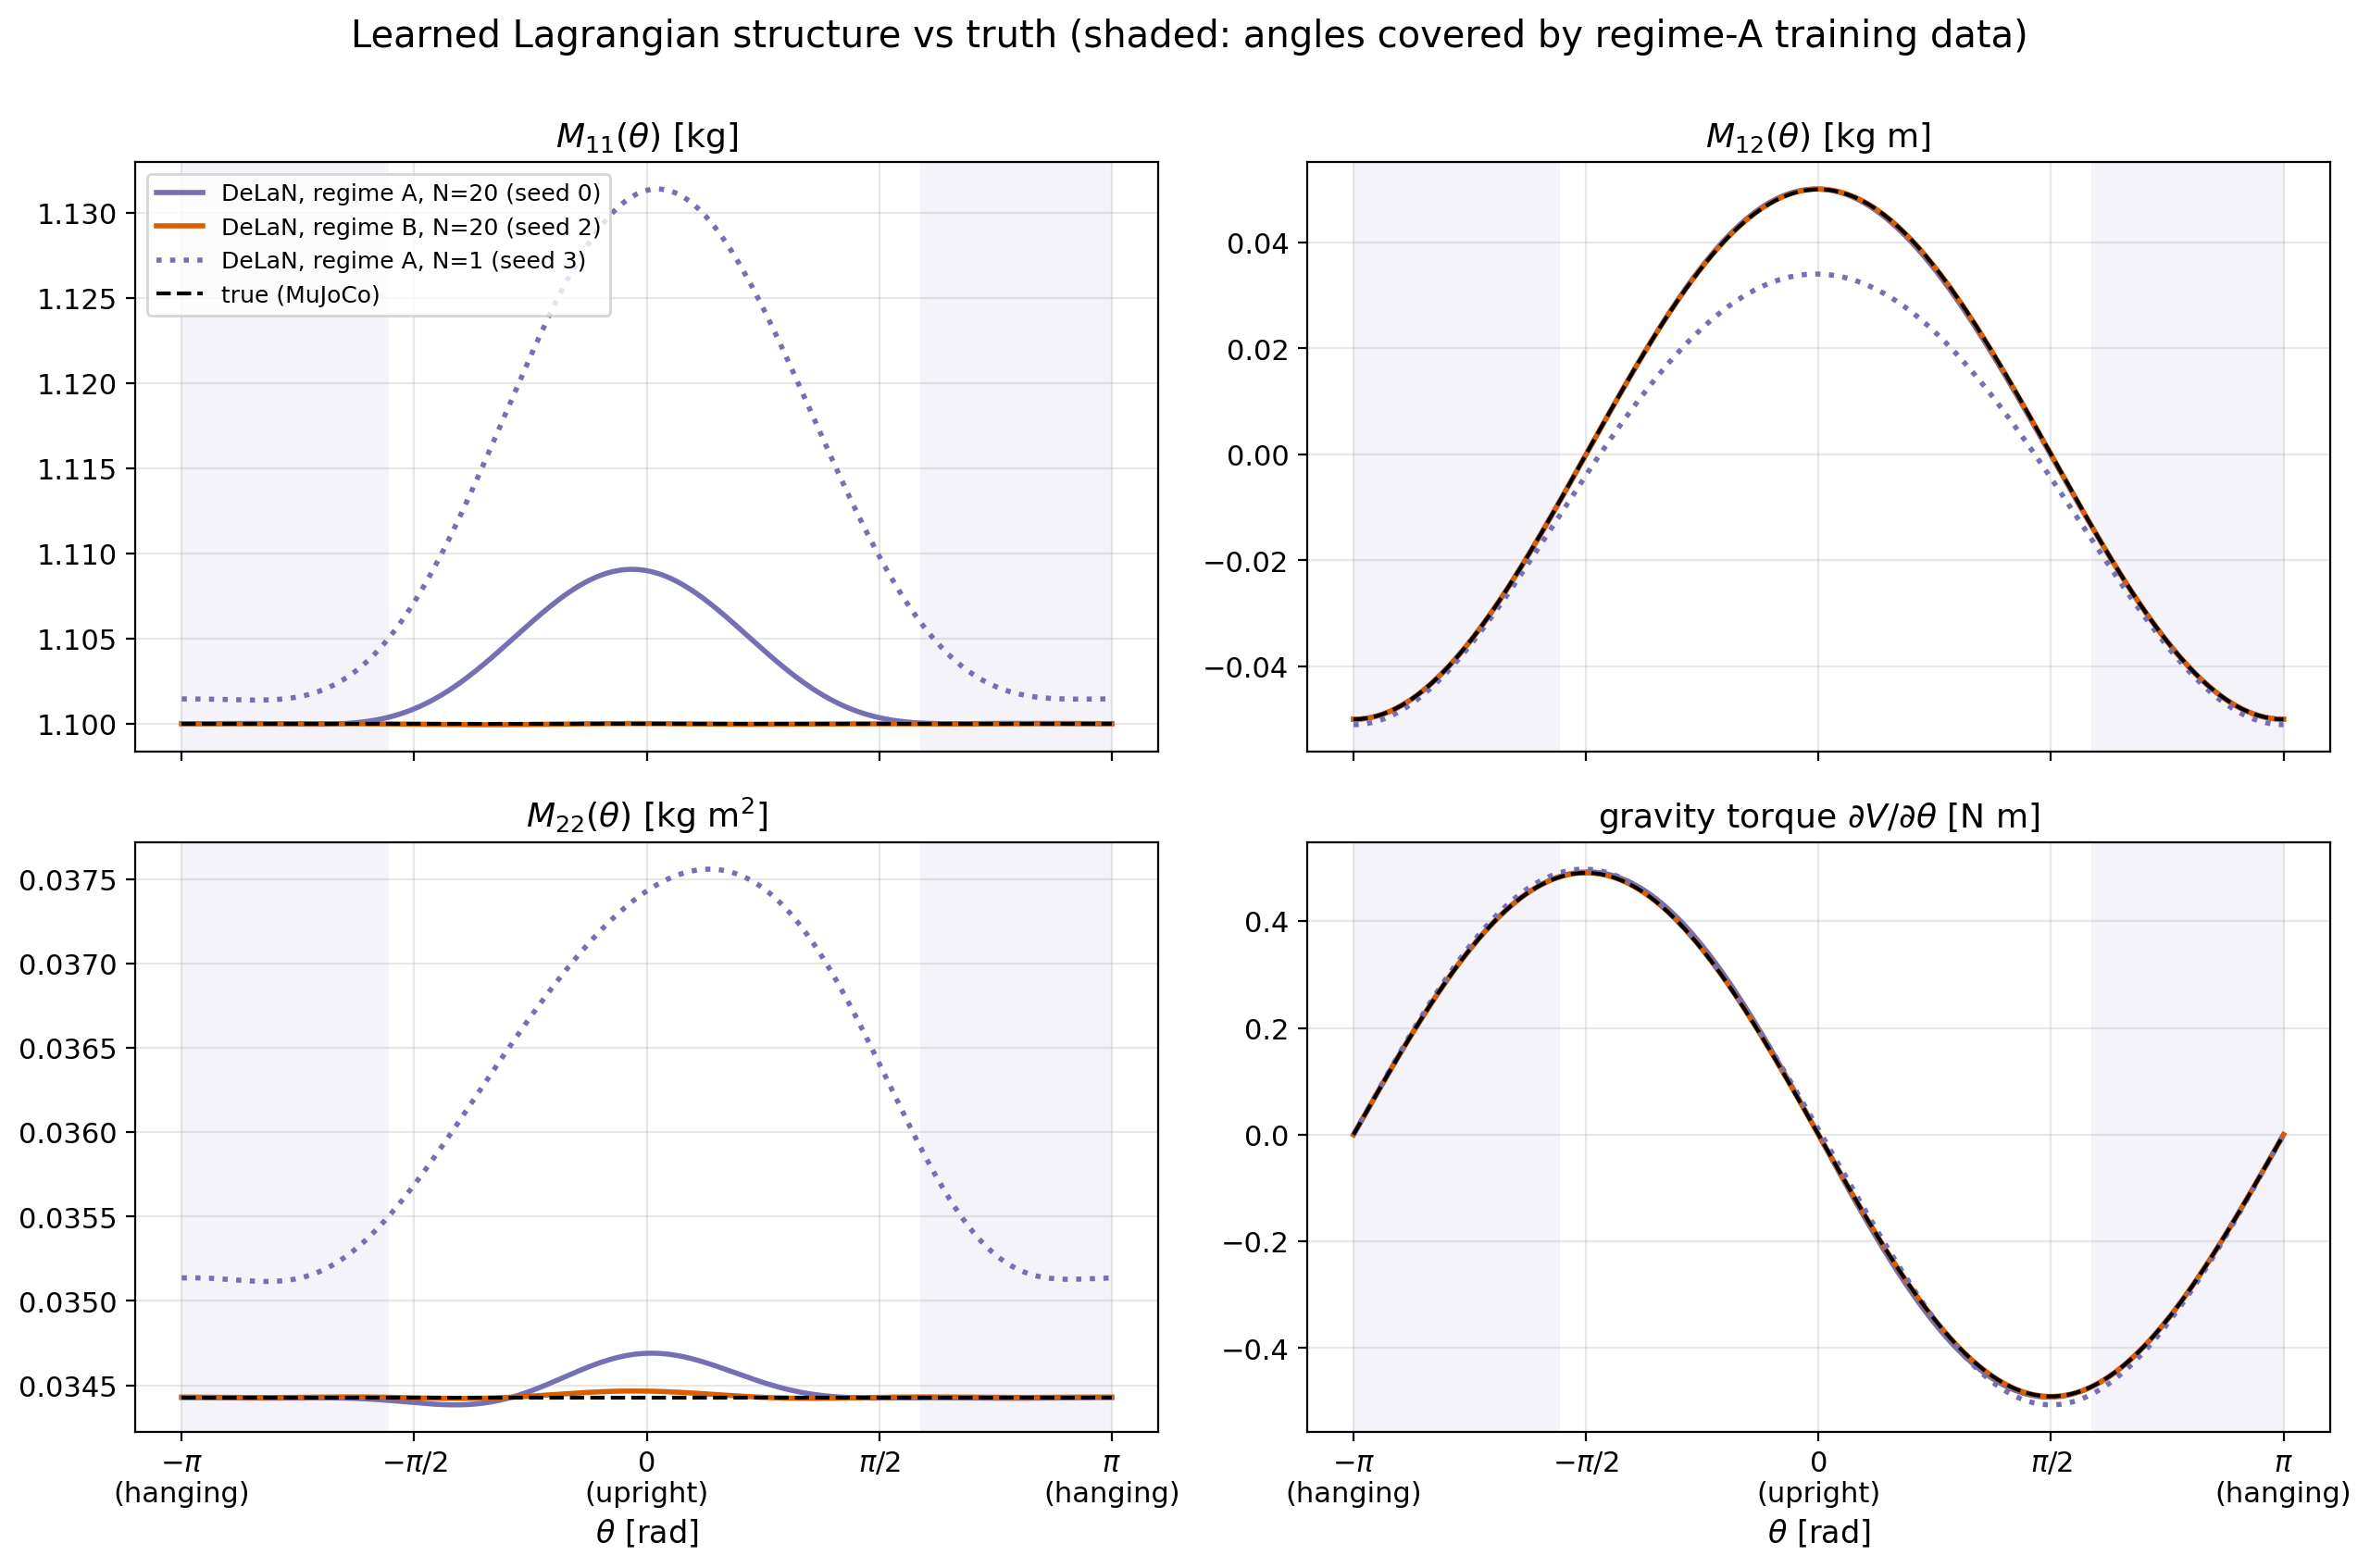 Learned Lagrangian structure vs truth (shaded: angles covered by regime-A training data)
M₁₁(θ) [kg]
1.130
1.125
1.120
1.115
1.110
1.105
1.100
DeLaN, regime A, N=20 (seed 0)
DeLaN, regime B, N=20 (seed 2)
DeLaN, regime A, N=1 (seed 3)
true (MuJoCo)
M₁₂(θ) [kg m]
0.04
0.02
0.00
−0.02
−0.04
M₂₂(θ) [kg m²]
0.0375
0.0370
0.0365
0.0360
0.0355
0.0350
0.0345
−π −π/2 0 π/2 π
(hanging) (upright) (hanging)
θ [rad]
gravity torque ∂V/∂θ [N m]
0.4
0.2
0.0
−0.2
−0.4
−π −π/2 0 π/2 π
(hanging) (upright) (hanging)
θ [rad]